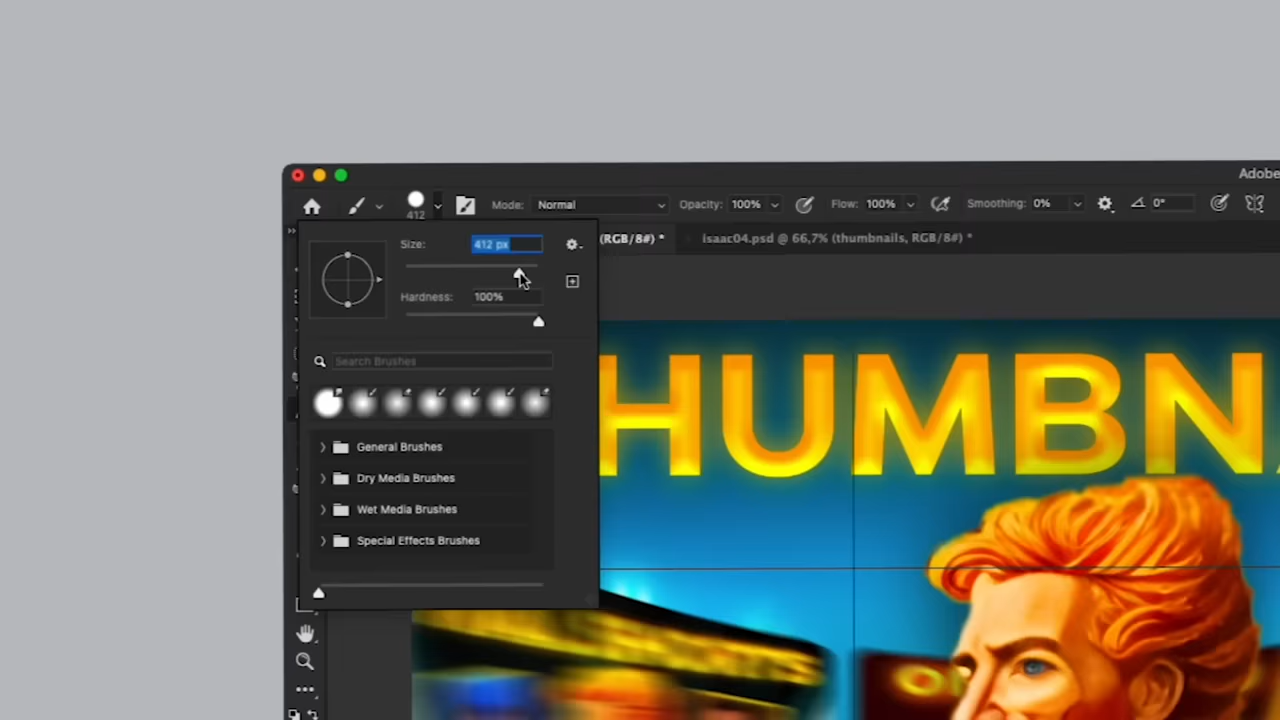 Adobe
412
Mode: Normal Opacity: 100% Flow: 100% Smoothing: 0% 0°
(RGB/8#) * isaac04.psd @ 66,7% (thumbnails, RGB/8#) *
Size: 412 px
Hardness: 100%
Search Brushes
General Brushes
Dry Media Brushes
Wet Media Brushes
Special Effects Brushes
HUMBN